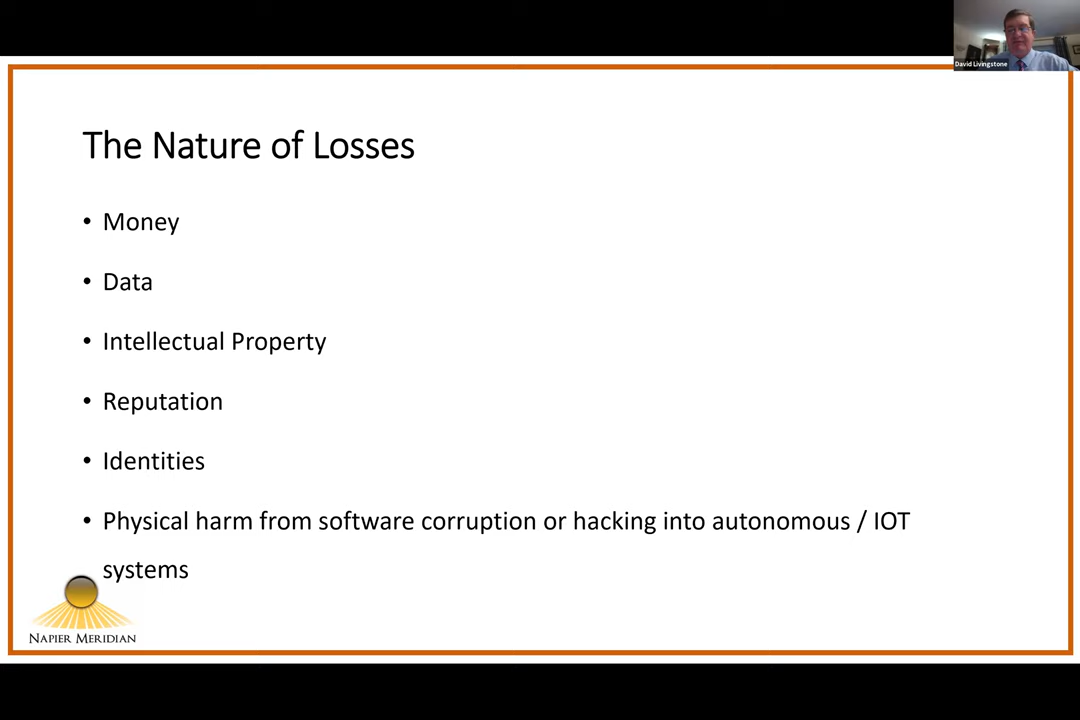 David Livingstone
The Nature of Losses
• Money
• Data
• Intellectual Property
• Reputation
• Identities
• Physical harm from software corruption or hacking into autonomous / IOT
systems
NAPIER MERIDIAN